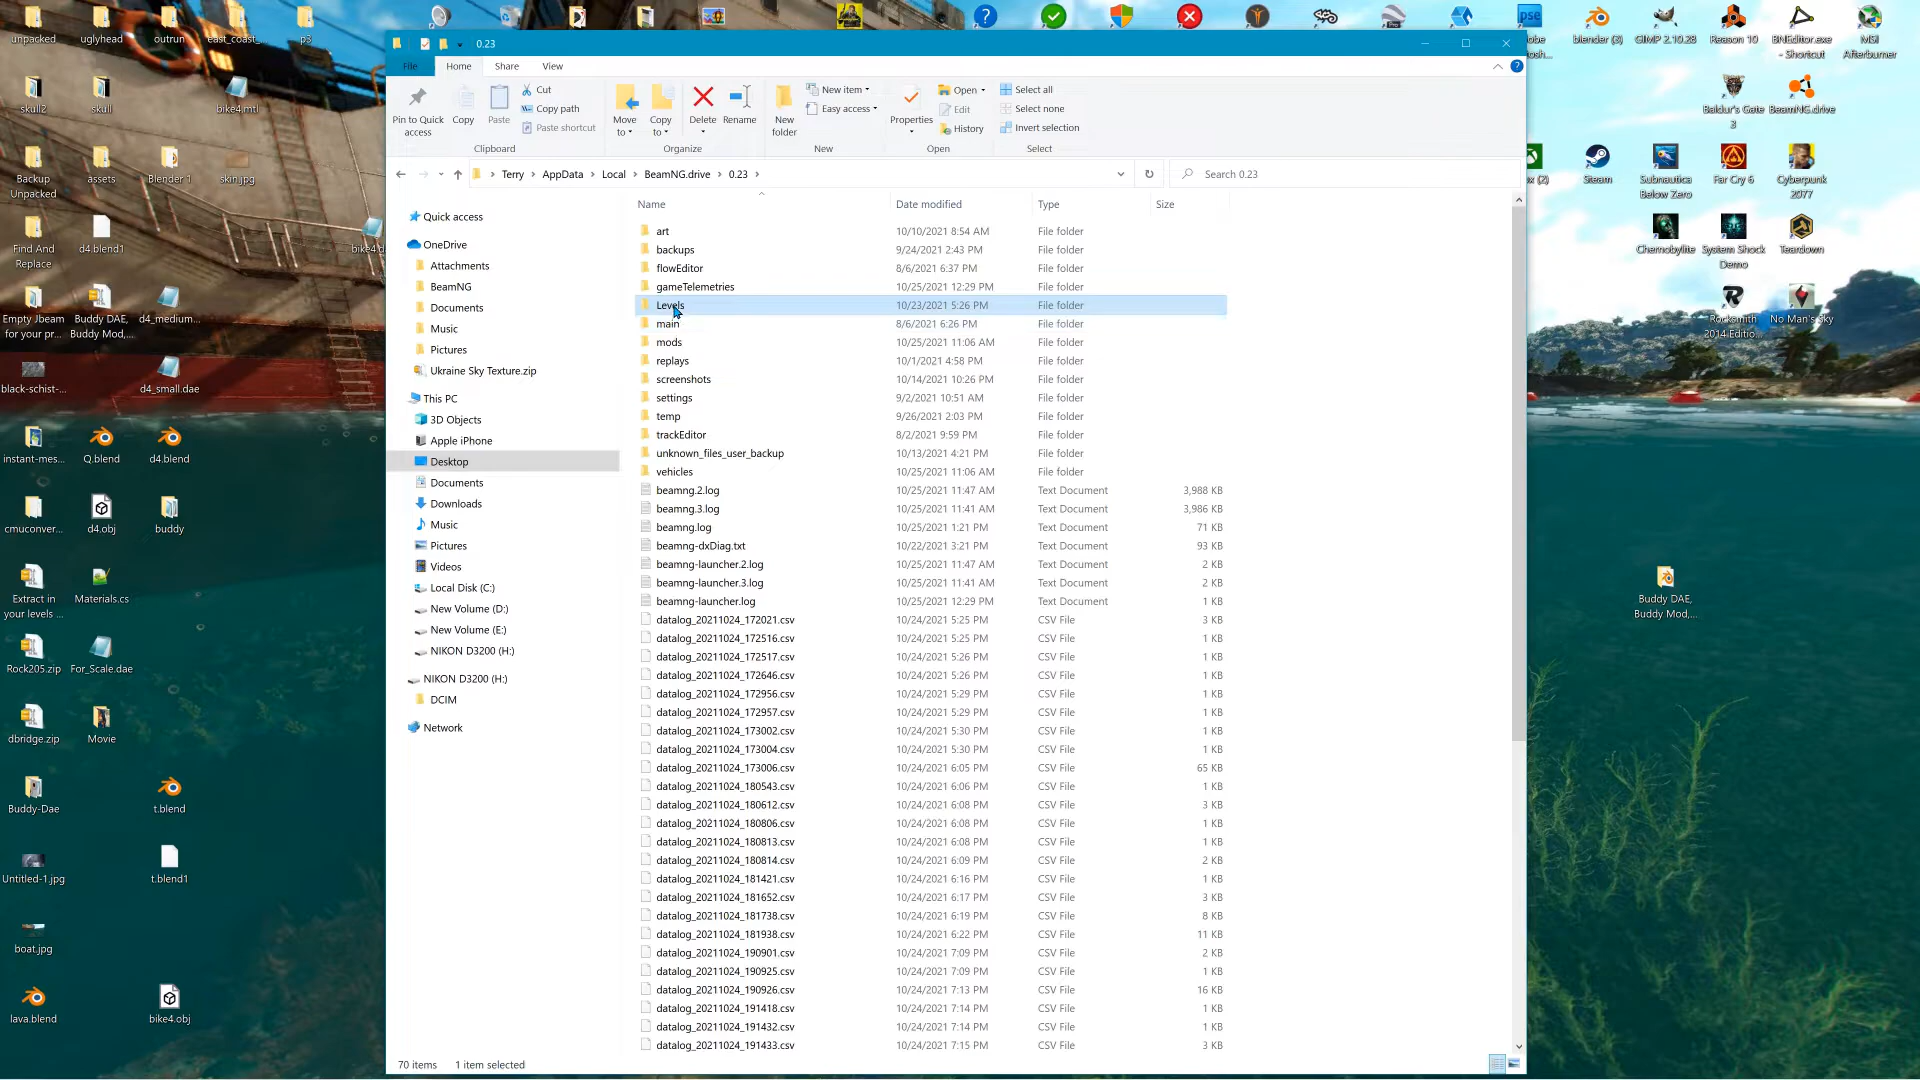 unpacked
uglyhead
outrun
east_coast_
p3
skull2
skull
bike4.mtl
Backup
Unpacked
assets
Blender 1
skin.jpg
Find And
Replace
d4.blend1
Empty Jbeam
for your pr...
Buddy DAE,
Buddy Mod,...
d4_medium...
black-schist-...
d4_small.dae
instant-mes...
Q.blend
d4.blend
cmuconver...
d4.obj
buddy
Extract in
your levels ...
Materials.cs
Rock205.zip
For_Scale.dae
dbridge.zip
Movie
Buddy-Dae
t.blend
Untitled-1.jpg
t.blend1
boat.jpg
lava.blend
bike4.obj
0.23
File
Home
Share
View
Pin to Quick
access
Copy
Paste
Cut
Copy path
Paste shortcut
Clipboard
Move
to
Copy
to
Delete
Rename
Organize
New
folder
New item
Easy access
New
Properties
Open
Edit
History
Open
Select all
Select none
Invert selection
Select
Terry > AppData > Local > BeamNG.drive > 0.23 >
Search 0.23
Quick access
OneDrive
Attachments
BeamNG
Documents
Music
Pictures
Ukraine Sky Texture.zip
This PC
3D Objects
Apple iPhone
Desktop
Documents
Downloads
Music
Pictures
Videos
Local Disk (C:)
New Volume (D:)
New Volume (E:)
NIKON D3200 (H:)
NIKON D3200 (H:)
DCIM
Network
Name Date modified Type Size
art 10/10/2021 8:54 AM File folder
backups 9/24/2021 2:43 PM File folder
flowEditor 8/6/2021 6:37 PM File folder
gameTelemetries 10/25/2021 12:29 PM File folder
Levels 10/23/2021 5:26 PM File folder
main 8/6/2021 6:26 PM File folder
mods 10/25/2021 11:06 AM File folder
replays 10/1/2021 4:58 PM File folder
screenshots 10/14/2021 10:26 PM File folder
settings 9/2/2021 10:51 AM File folder
temp 9/26/2021 2:03 PM File folder
trackEditor 8/2/2021 9:59 PM File folder
unknown_files_user_backup 10/13/2021 4:21 PM File folder
vehicles 10/25/2021 11:06 AM File folder
beamng.2.log 10/25/2021 11:47 AM Text Document 3,988 KB
beamng.3.log 10/25/2021 11:41 AM Text Document 3,986 KB
beamng.log 10/25/2021 1:21 PM Text Document 71 KB
beamng-dxDiag.txt 10/22/2021 3:21 PM Text Document 93 KB
beamng-launcher.2.log 10/25/2021 11:47 AM Text Document 2 KB
beamng-launcher.3.log 10/25/2021 11:41 AM Text Document 2 KB
beamng-launcher.log 10/25/2021 12:29 PM Text Document 1 KB
datalog_20211024_172021.csv 10/24/2021 5:25 PM CSV File 3 KB
datalog_20211024_172516.csv 10/24/2021 5:25 PM CSV File 1 KB
datalog_20211024_172517.csv 10/24/2021 5:26 PM CSV File 1 KB
datalog_20211024_172646.csv 10/24/2021 5:26 PM CSV File 1 KB
datalog_20211024_172956.csv 10/24/2021 5:29 PM CSV File 1 KB
datalog_20211024_172957.csv 10/24/2021 5:29 PM CSV File 1 KB
datalog_20211024_173002.csv 10/24/2021 5:30 PM CSV File 1 KB
datalog_20211024_173004.csv 10/24/2021 5:30 PM CSV File 1 KB
datalog_20211024_173006.csv 10/24/2021 6:05 PM CSV File 65 KB
datalog_20211024_180543.csv 10/24/2021 6:06 PM CSV File 1 KB
datalog_20211024_180612.csv 10/24/2021 6:08 PM CSV File 3 KB
datalog_20211024_180806.csv 10/24/2021 6:08 PM CSV File 1 KB
datalog_20211024_180813.csv 10/24/2021 6:08 PM CSV File 1 KB
datalog_20211024_180814.csv 10/24/2021 6:09 PM CSV File 2 KB
datalog_20211024_181421.csv 10/24/2021 6:16 PM CSV File 1 KB
datalog_20211024_181652.csv 10/24/2021 6:17 PM CSV File 3 KB
datalog_20211024_181738.csv 10/24/2021 6:19 PM CSV File 8 KB
datalog_20211024_181938.csv 10/24/2021 6:22 PM CSV File 11 KB
datalog_20211024_190901.csv 10/24/2021 7:09 PM CSV File 2 KB
datalog_20211024_190925.csv 10/24/2021 7:09 PM CSV File 1 KB
datalog_20211024_190926.csv 10/24/2021 7:13 PM CSV File 16 KB
datalog_20211024_191418.csv 10/24/2021 7:14 PM CSV File 1 KB
datalog_20211024_191432.csv 10/24/2021 7:14 PM CSV File 1 KB
datalog_20211024_191433.csv 10/24/2021 7:15 PM CSV File 3 KB
70 items 1 item selected
blender (3)
GIMP 2.10.28
Reason 10
BNEditor.exe
- Shortcut
MSI
Afterburner
Baldur's Gate
3
BeamNG.drive
Steam
Subnautica
Below Zero
Far Cry 6
Cyberpunk
2077
Chernobylite
System Shock
Demo
Teardown
Rocksmith
2014 Editio...
No Man's Sky
Buddy DAE,
Buddy Mod,...